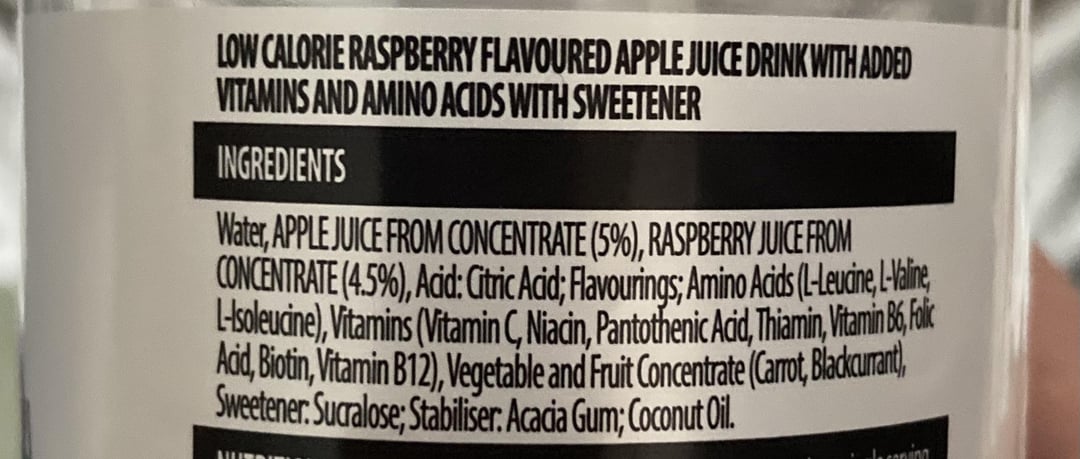 LOW CALORIE RASPBERRY FLAVOURED APPLE JUICE DRINK WITH ADDED
VITAMINS AND AMINO ACIDS WITH SWEETENER
INGREDIENTS
Water, APPLE JUICE FROM CONCENTRATE (5%), RASPBERRY JUICE FROM
CONCENTRATE (4.5%), Acid: Citric Acid; Flavourings; Amino Acids (L-Leucine, L-Valine,
L-Isoleucine), Vitamins (Vitamin C, Niacin, Pantothenic Acid, Thiamin, Vitamin B6, Folic
Acid, Biotin, Vitamin B12), Vegetable and Fruit Concentrate (Carrot, Blackcurrant),
Sweetener: Sucralose; Stabiliser: Acacia Gum; Coconut Oil.